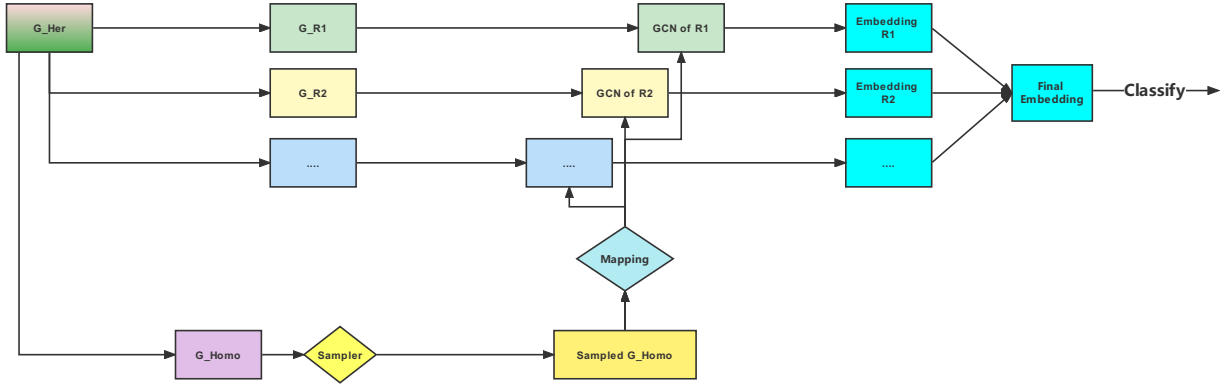 G_Her
G_R1
GCN of R1
Embedding
R1
G_R2
GCN of R2
Embedding
R2
Final
Embedding
Classify
....
....
....
Mapping
G_Homo
Sampler
Sampled G_Homo